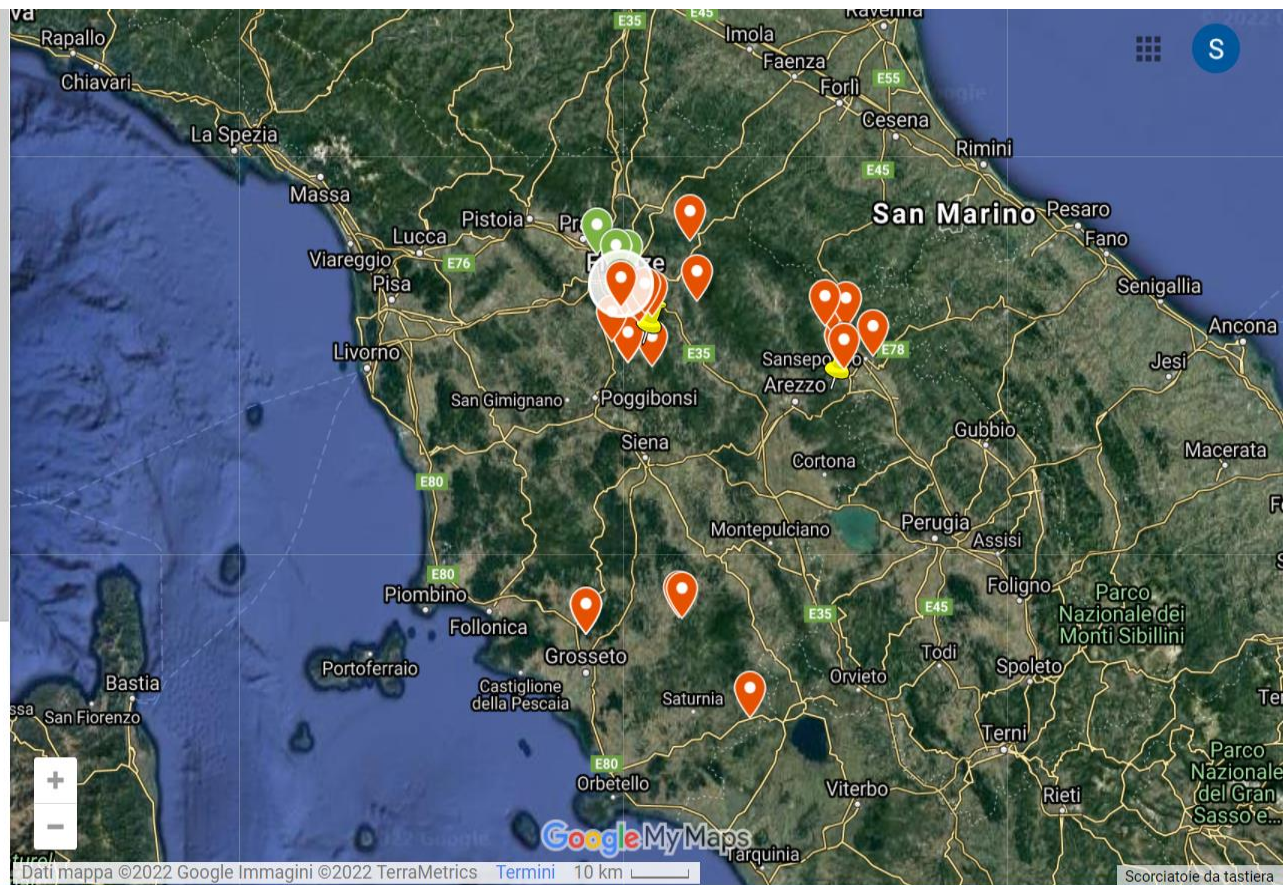 E35
E45
Ravenna
Rapallo
Imola
S
Chiavari
Faenza
E55
Forlì
La Spezia
Cesena
Rimini
Massa
E45
Pistoia
San Marino
Pesaro
Lucca
Fano
Viareggio
E76
Pisa
Senigallia
Ancona
Livorno
E35
E78
Jesi
Arezzo
San Gimignano
Poggibonsi
Gubbio
Siena
Macerata
Cortona
E80
Perugia
Montepulciano
Assisi
E80
Foligno
Piombino
E35
E45
Parco
Nazionale dei
Monti Sibillini
Follonica
Grosseto
Todi
Portoferraio
Spoleto
Orvieto
Bastia
Castiglione
della Pescaia
Saturnia
San Fiorenzo
Terni
Parco
Nazionale
del Gran
Sasso e...
E80
Orbetello
Viterbo
Rieti
Google My Maps
Tarquinia
Dati mappa ©2022 Google Immagini ©2022 TerraMetrics Termini 10 km
Scorciatoie da tastiera